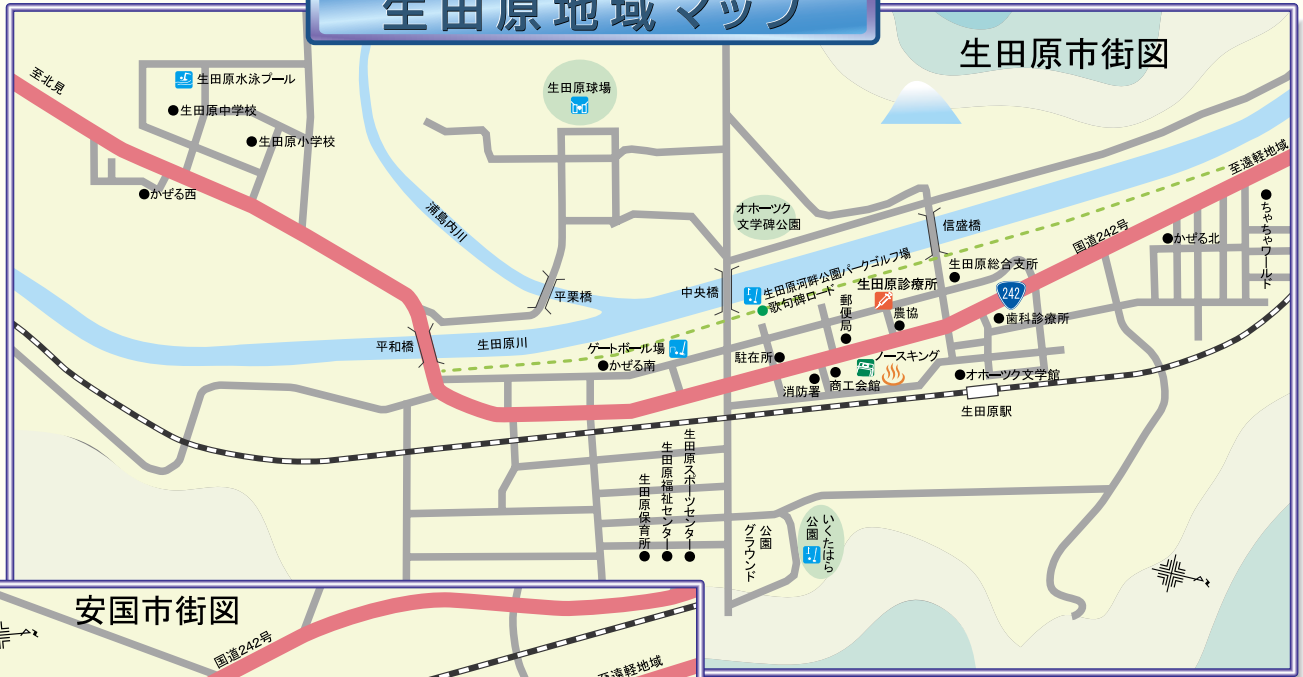 生田原地域マップ
生田原市街図
至北見
生田原水泳プール
生田原中学校
生田原小学校
かぜる西
生田原球場
浦島内川
オホーツク
文学碑公園
信盛橋
至遠軽地域
ちゃちゃワールド
かぜる北
国道242号
242
生田原総合支所
生田原河畔公園パークゴルフ場
歌句碑ロード
生田原診療所
中央橋
平栗橋
郵便局
農協
歯科診療所
平和橋
生田原川
ゲートボール場
かぜる南
駐在所
ノースキング
消防署
商工会館
オホーツク文学館
生田原駅
生田原スポーツセンター
生田原福祉センター
生田原保育所
公園
グラウンド
いくたはら
公園
安国市街図
国道242号
至遠軽地域